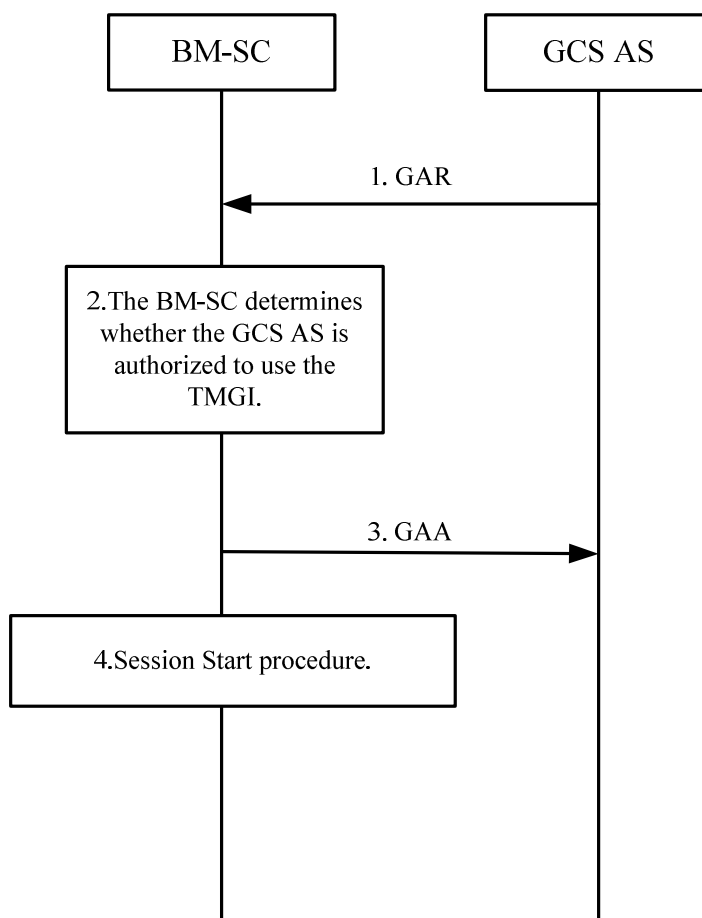 BM-SC
GCS AS
1. GAR
2.The BM-SC determines
whether the GCS AS is
authorized to use the
TMGI.
3. GAA
4.Session Start procedure.